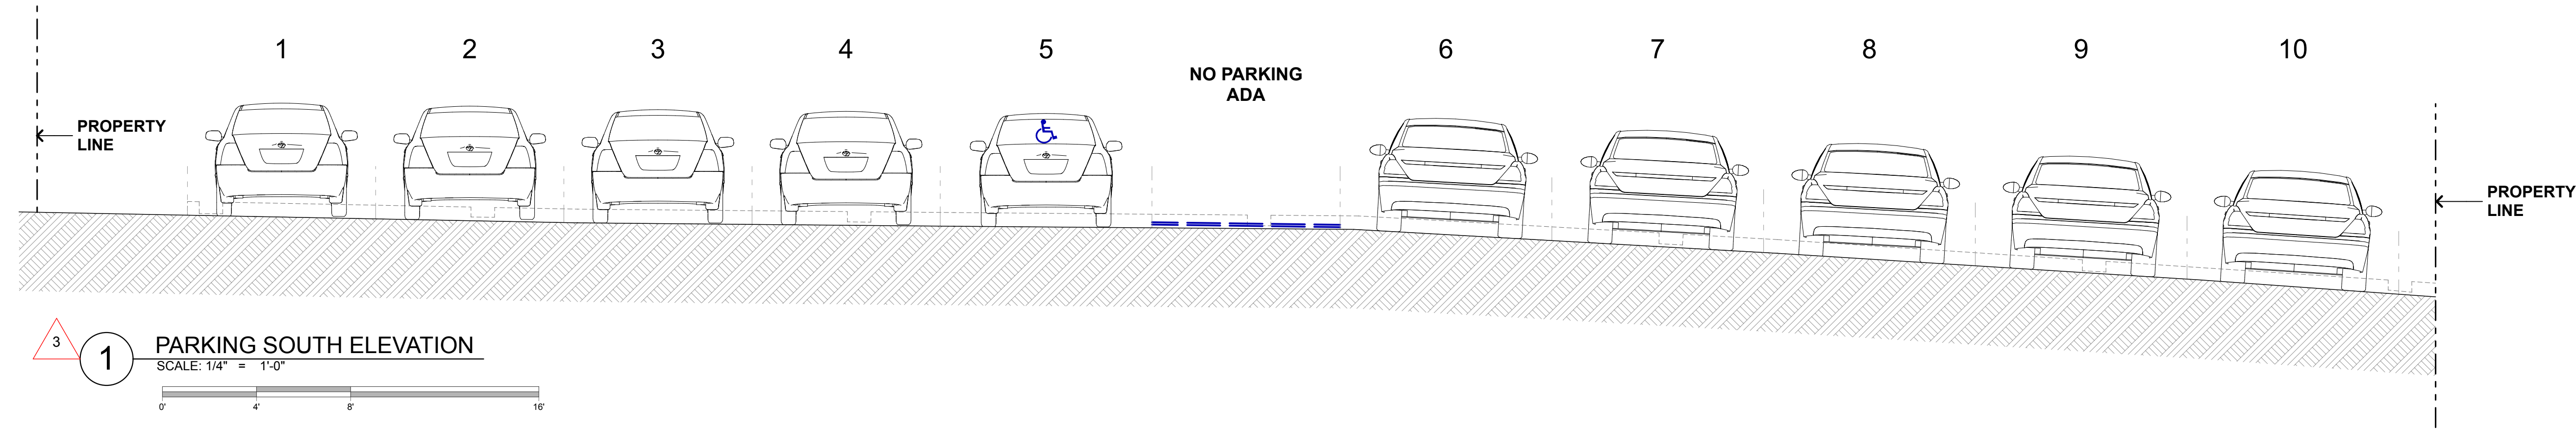 1 2 3 4 5 6 7 8 9 10
NO PARKING
ADA
PROPERTY
LINE
PROPERTY
LINE
3
1
PARKING SOUTH ELEVATION
SCALE: 1/4" = 1'-0"
0' 4' 8' 16'